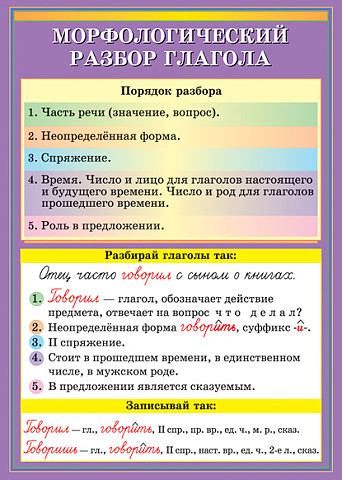 МОРФОЛОГИЧЕСКИЙ
РАЗБОР ГЛАГОЛА
Порядок разбора
1. Часть речи (значение, вопрос).
2. Неопределённая форма.
3. Спряжение.
4. Время. Число и лицо для глаголов настоящего
и будущего времени. Число и род для глаголов
прошедшего времени.
5. Роль в предложении.
Разбирай глаголы так:
Отец часто говорил с сыном о книгах.
1. Говорил — глагол, обозначает действие
предмета, отвечает на вопрос что делал?
2. Неопределённая форма говорить, суффикс -и-.
3. II спряжение.
4. Стоит в прошедшем времени, в единственном
числе, в мужском роде.
5. В предложении является сказуемым.
Записывай так:
Говорил — гл., говорить, II спр., пр. вр., ед. ч., м. р., сказ.
Говоришь — гл., говорить, II спр., наст. вр., ед. ч., 2-е л., сказ.